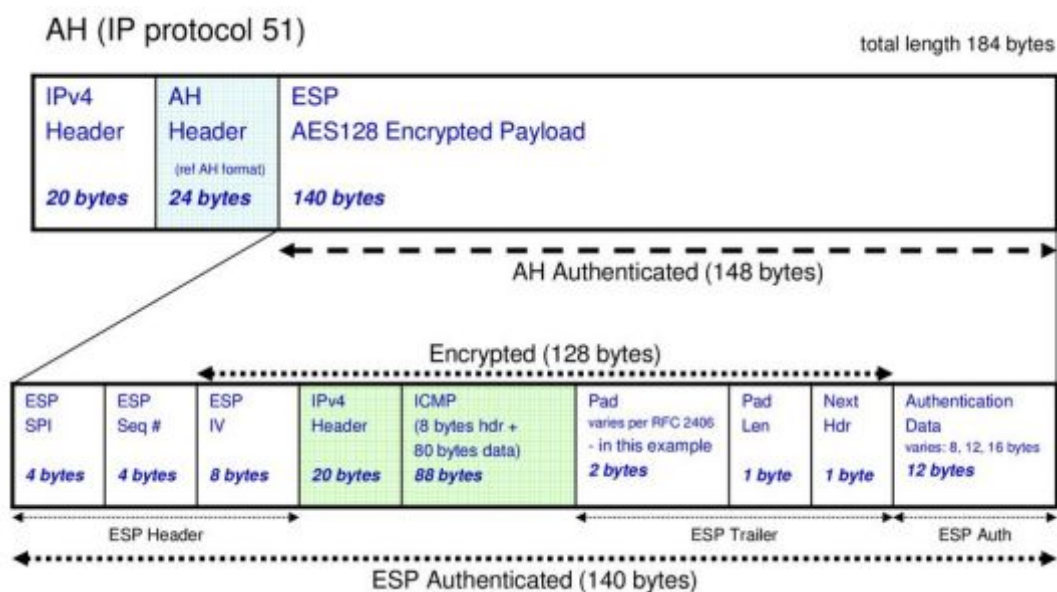 AH (IP protocol 51)
total length 184 bytes
IPv4
Header
20 bytes
AH
Header
(ref AH format)
24 bytes
ESP
AES128 Encrypted Payload
140 bytes
AH Authenticated (148 bytes)
Encrypted (128 bytes)
ESP
SPI
4 bytes
ESP
Seq #
4 bytes
ESP
IV
8 bytes
IPv4
Header
20 bytes
ICMP
(8 bytes hdr +
80 bytes data)
88 bytes
Pad
varies per RFC 2406
- in this example
2 bytes
Pad
Len
1 byte
Next
Hdr
1 byte
Authentication
Data
varies: 8, 12, 16 bytes
12 bytes
ESP Header
ESP Trailer
ESP Auth
ESP Authenticated (140 bytes)